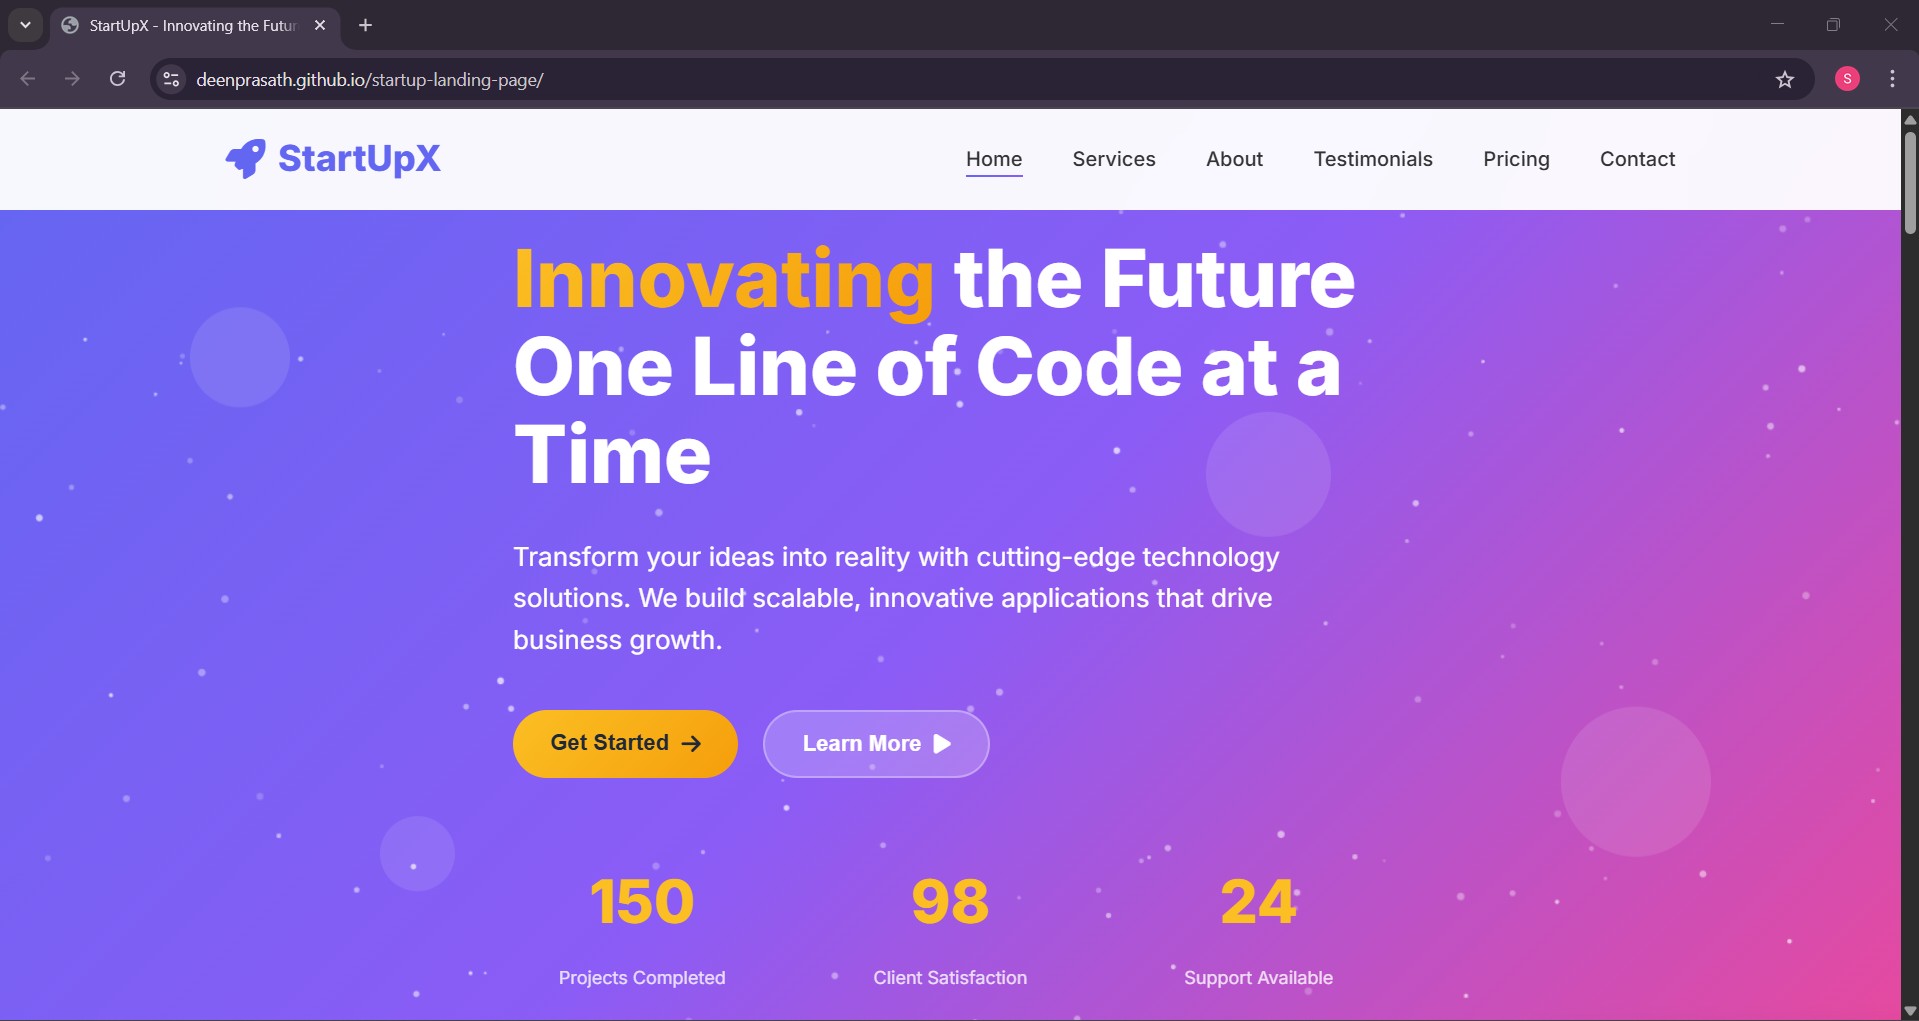 StartUpX - Innovating the Futur
deenprasath.github.io/startup-landing-page/
S
StartUpX
Home
Services
About
Testimonials
Pricing
Contact
Innovating the Future
One Line of Code at a
Time
Transform your ideas into reality with cutting-edge technology
solutions. We build scalable, innovative applications that drive
business growth.
Get Started
Learn More
150
98
24
Projects Completed
Client Satisfaction
Support Available